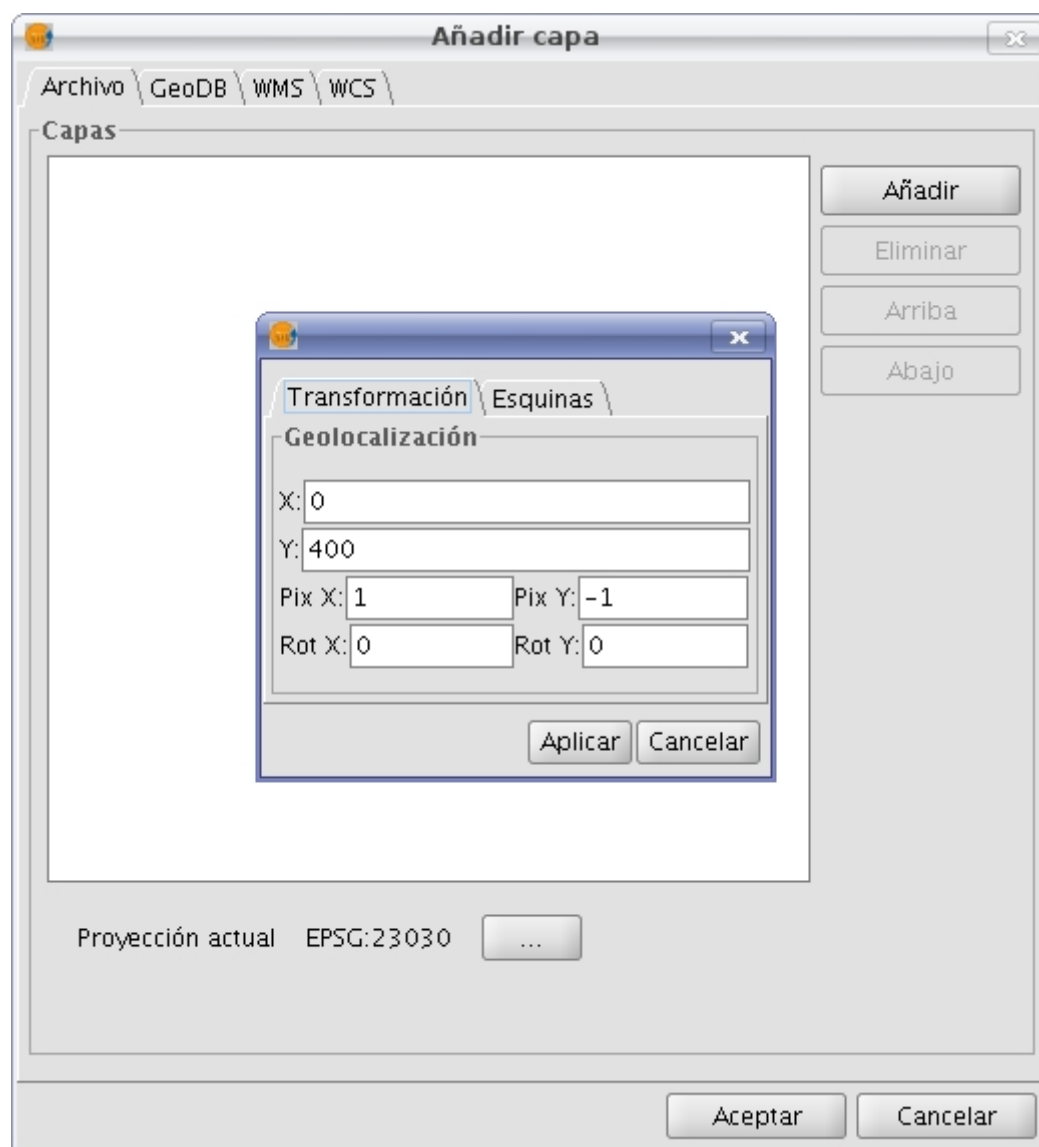 Añadir capa
Archivo GeoDB WMS WCS
Capas
Añadir
Eliminar
Arriba
Abajo
Transformación Esquinas
Geolocalización
X: 0
Y: 400
Pix X: 1 Pix Y: -1
Rot X: 0 Rot Y: 0
Aplicar Cancelar
Proyección actual EPSG:23030 ...
Aceptar Cancelar